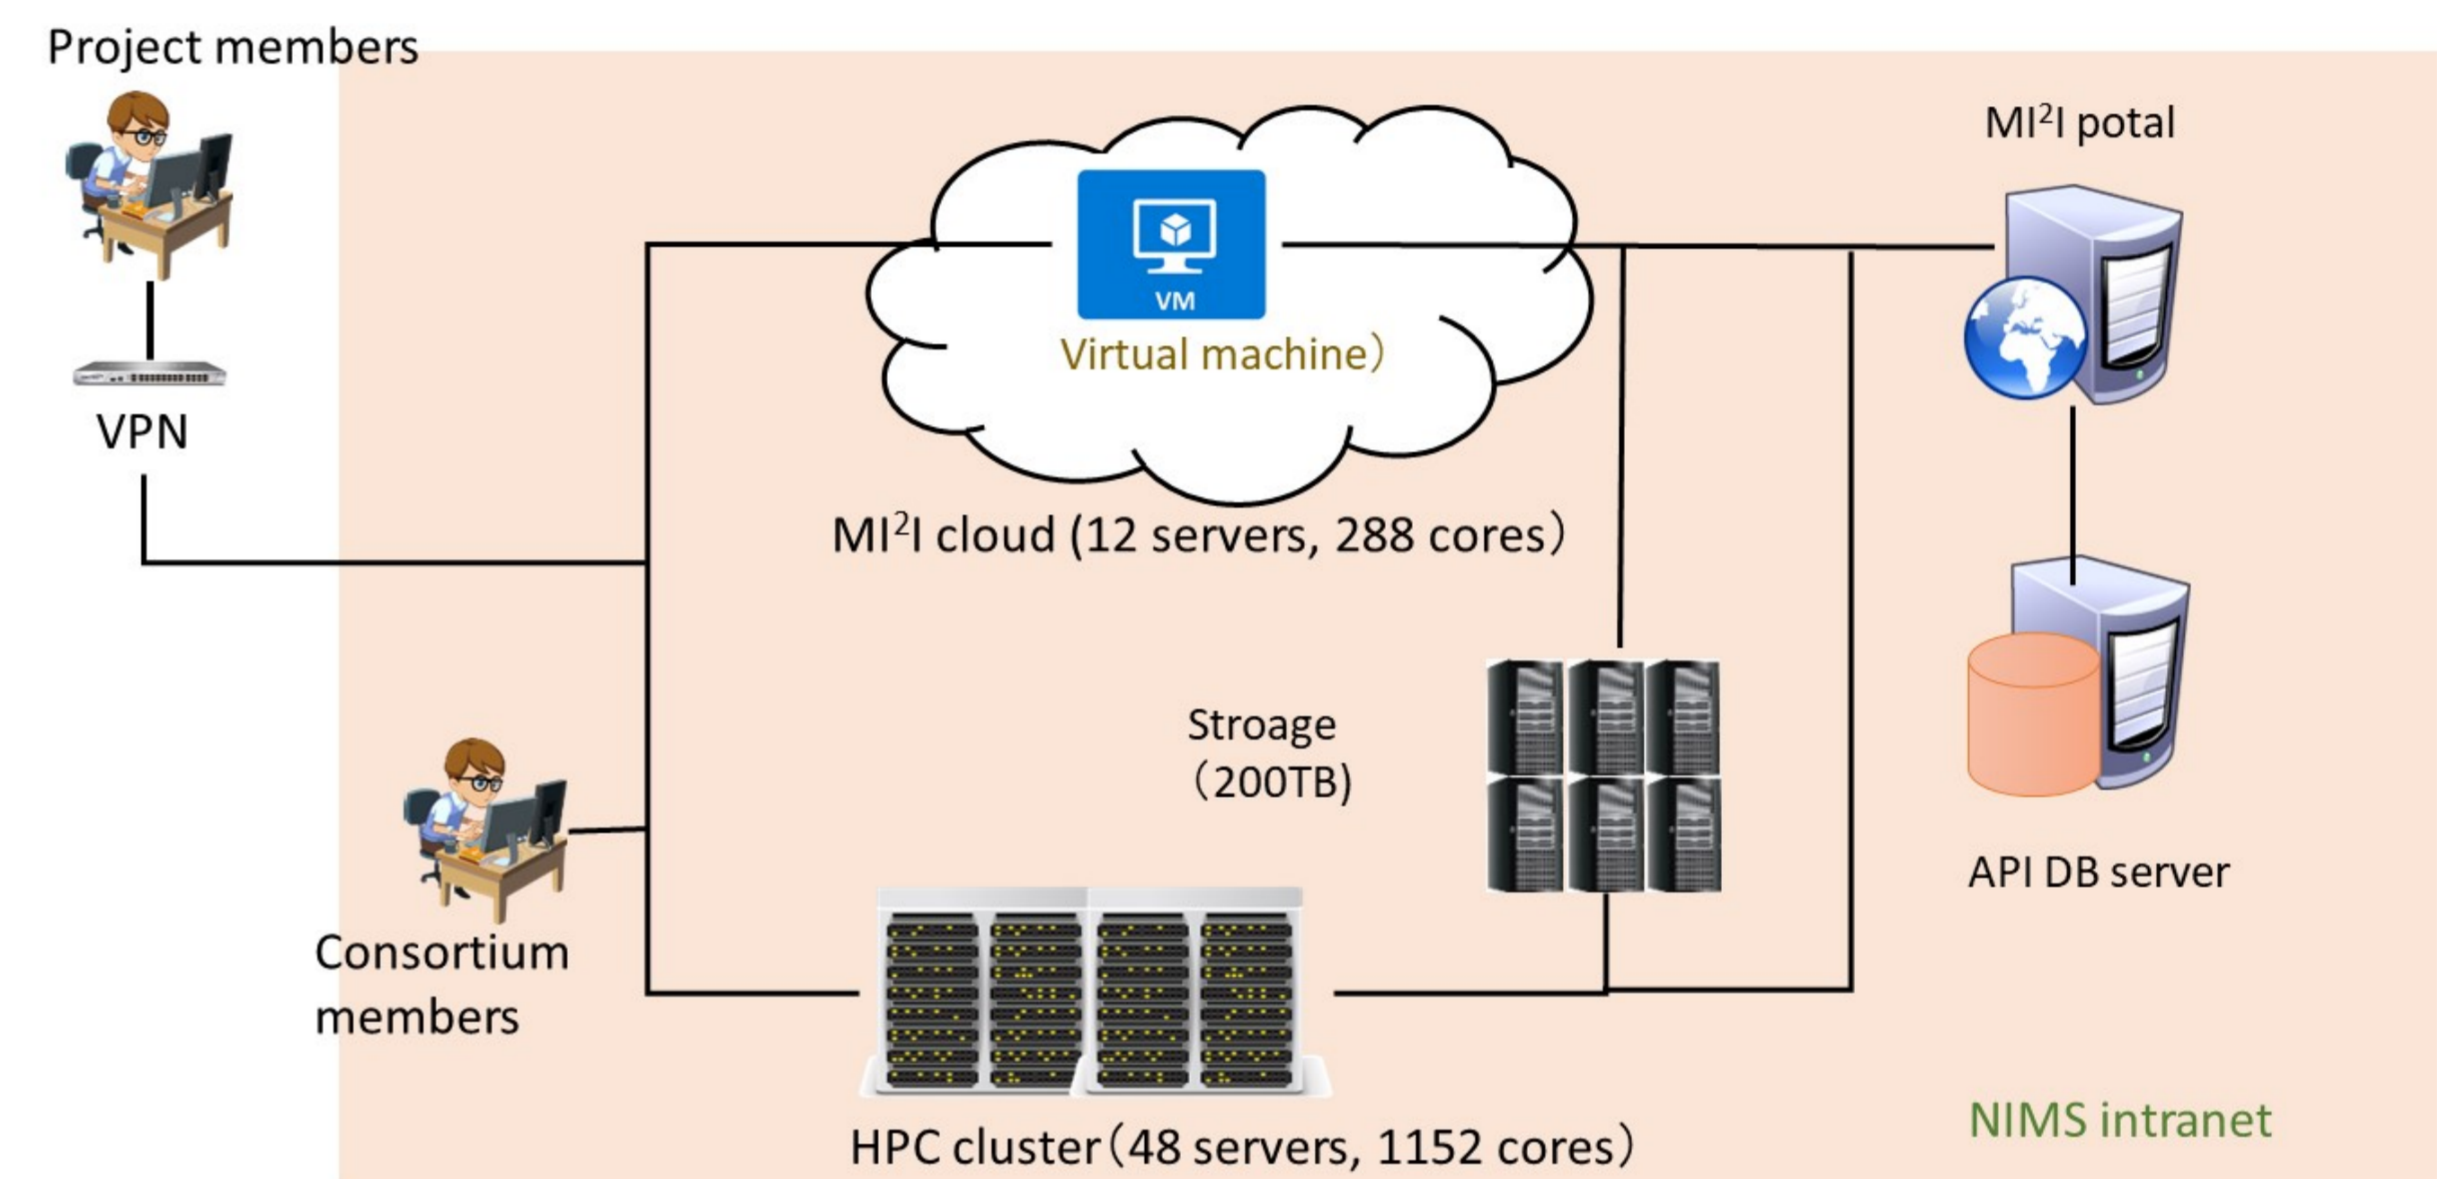 Project members
MI²I potal
VM
Virtual machine）
VPN
MI²I cloud (12 servers, 288 cores）
Stroage
（200TB)
API DB server
Consortium
members
NIMS intranet
HPC cluster（48 servers, 1152 cores）